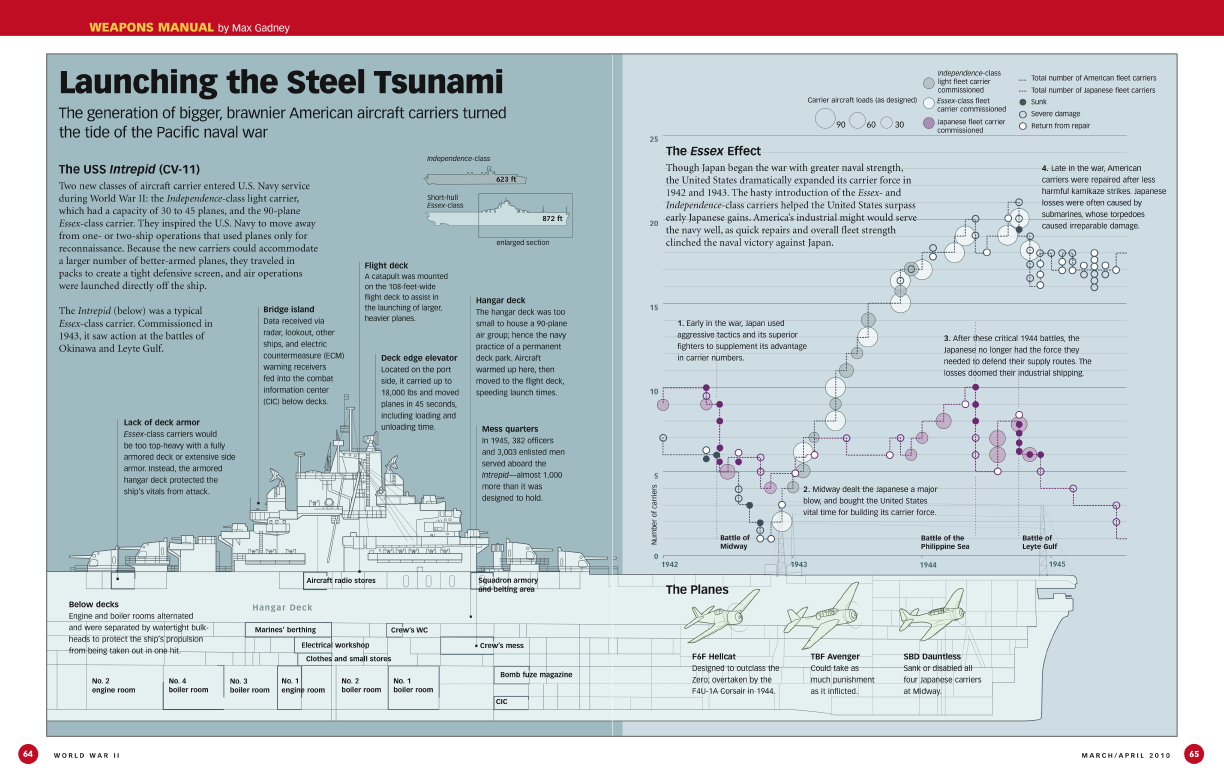 WEAPONS MANUAL by Max Gadney
Launching the Steel Tsunami
The generation of bigger, brawnier American aircraft carriers turned
the tide of the Pacific naval war
The USS Intrepid (CV-11)
Two new classes of aircraft carrier entered U.S. Navy service
during World War II: the Independence-class light carrier,
which had a capacity of 30 to 45 planes, and the 90-plane
Essex-class carrier. They inspired the U.S. Navy to move away
from one- or two-ship operations that used planes only for
reconnaissance. Because the new carriers could accommodate
a larger number of better-armed planes, they traveled in
packs to create a tight defensive screen, and air operations
were launched directly off the ship.
The Intrepid (below) was a typical
Essex-class carrier. Commissioned in
1943, it saw action at the battles of
Okinawa and Leyte Gulf.
Independence-class
623 ft
Short-hull
Essex-class
872 ft
enlarged section
Lack of deck armor
Essex-class carriers would
be too top-heavy with a fully
armored deck or extensive side
armor. Instead, the armored
hangar deck protected the
ship's vitals from attack.
Bridge island
Data received via
radar, lookout, other
ships, and electric
countermeasure (ECM)
warning receivers
fed into the combat
information center
(CIC) below decks.
Flight deck
A catapult was mounted
on the 108-feet-wide
flight deck to assist in
the launching of larger,
heavier planes.
Deck edge elevator
Located on the port
side, it carried up to
18,000 lbs and moved
planes in 45 seconds,
including loading and
unloading time.
Hangar deck
The hangar deck was too
small to house a 90-plane
air group; hence the navy
practice of a permanent
deck park. Aircraft
warmed up here, then
moved to the flight deck,
speeding launch times.
Mess quarters
In 1945, 382 officers
and 3,003 enlisted men
served aboard the
Intrepid—almost 1,000
more than it was
designed to hold.
Aircraft radio stores
Squadron armory
and belting area
Below decks
Engine and boiler rooms alternated
and were separated by watertight bulk-
heads to protect the ship's propulsion
from being taken out in one hit.
Hangar Deck
Marines' berthing
Crew's WC
Electrical workshop
Crew's mess
Clothes and small stores
Bomb fuze magazine
CIC
No. 2
engine room
No. 4
boiler room
No. 3
boiler room
No. 1
engine room
No. 2
boiler room
No. 1
boiler room
Carrier aircraft loads (as designed)
90
60
30
Independence-class
light fleet carrier
commissioned
Essex-class fleet
carrier commissioned
Japanese fleet carrier
commissioned
Total number of American fleet carriers
Total number of Japanese fleet carriers
Sunk
Severe damage
Return from repair
The Essex Effect
Though Japan began the war with greater naval strength,
the United States dramatically expanded its carrier force in
1942 and 1943. The hasty introduction of the Essex- and
Independence-class carriers helped the United States surpass
early Japanese gains. America's industrial might would serve
the navy well, as quick repairs and overall fleet strength
clinched the naval victory against Japan.
4. Late in the war, American
carriers were repaired after less
harmful kamikaze strikes. Japanese
losses were often caused by
submarines, whose torpedoes
caused irreparable damage.
1. Early in the war, Japan used
aggressive tactics and its superior
fighters to supplement its advantage
in carrier numbers.
3. After these critical 1944 battles, the
Japanese no longer had the force they
needed to defend their supply routes. The
losses doomed their industrial shipping.
2. Midway dealt the Japanese a major
blow, and bought the United States
vital time for building its carrier force.
25
20
15
10
5
0
Number of carriers
Battle of
Midway
Battle of the
Philippine Sea
Battle of
Leyte Gulf
1942
1943
1944
1945
The Planes
F6F Hellcat
Designed to outclass the
Zero; overtaken by the
F4U-1A Corsair in 1944.
TBF Avenger
Could take as
much punishment
as it inflicted.
SBD Dauntless
Sank or disabled all
four Japanese carriers
at Midway.
64
WORLD WAR II
MARCH/APRIL 2010
65